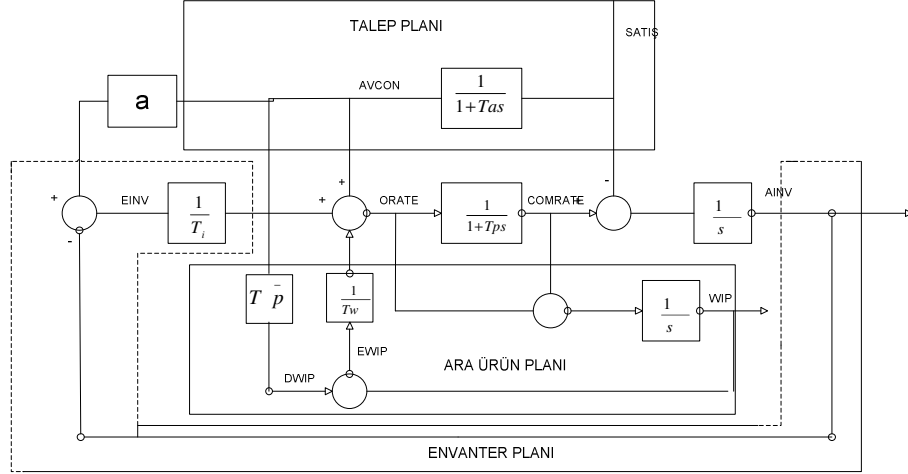 TALEP PLANI
SATIŞ
AVCON
a
1
1+Tas
+
+
+
-
EINV
1
T i
ORATE
1
1+Tps
COMRATE
+
-
1
s
AINV
T p̄
1
Tw
EWIP
DWIP
1
s
WIP
ARA ÜRÜN PLANI
ENVANTER PLANI